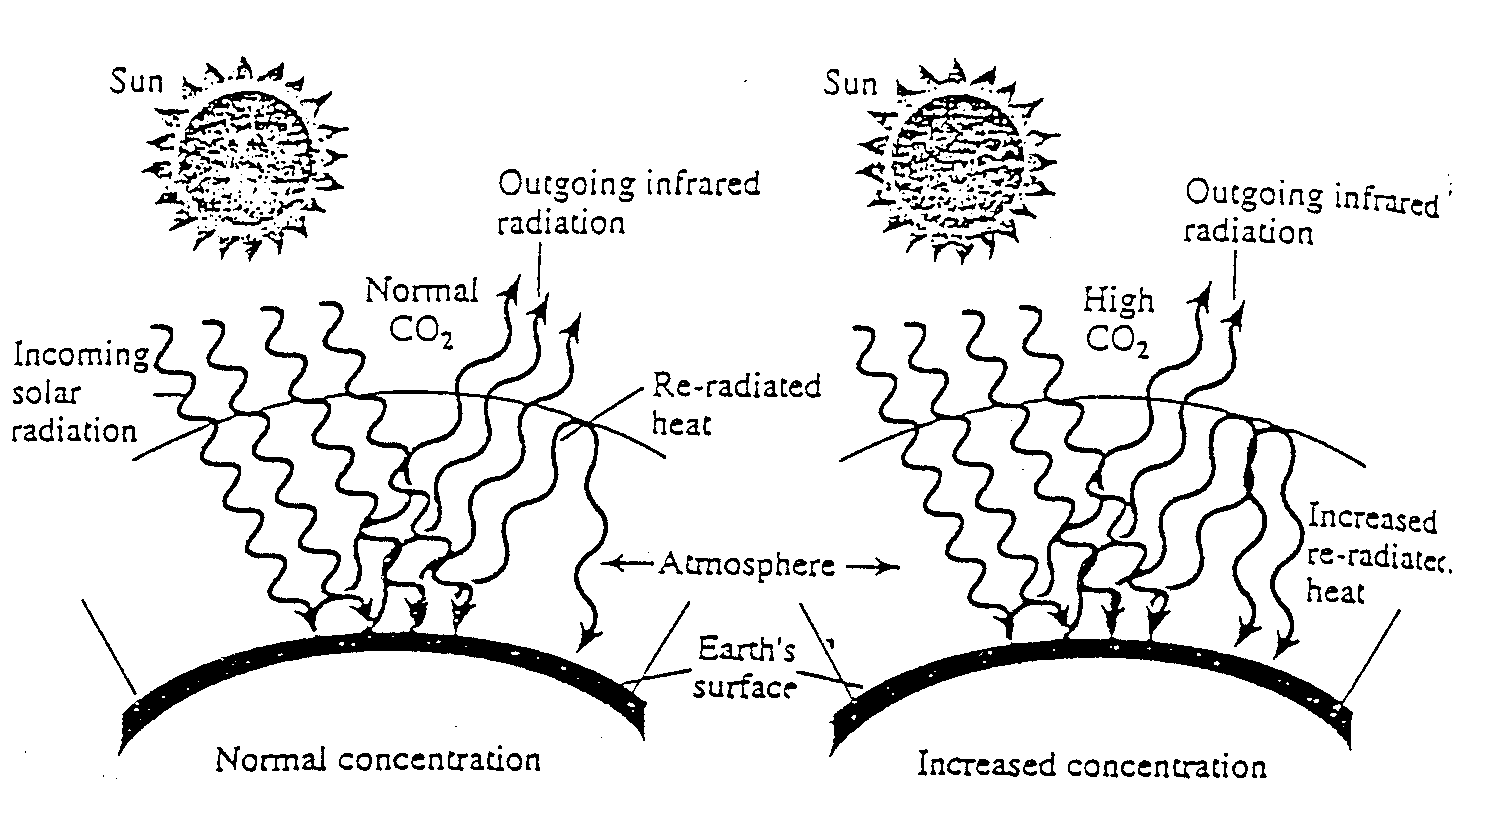 Sun
Outgoing infrared
radiation
Normal
CO₂
Incoming
solar
radiation
Re-radiated
heat
Sun
Outgoing infrared
radiation
High
CO₂
Increased
re-radiated
heat
Atmosphere
Earth's
surface
Normal concentration
Increased concentration